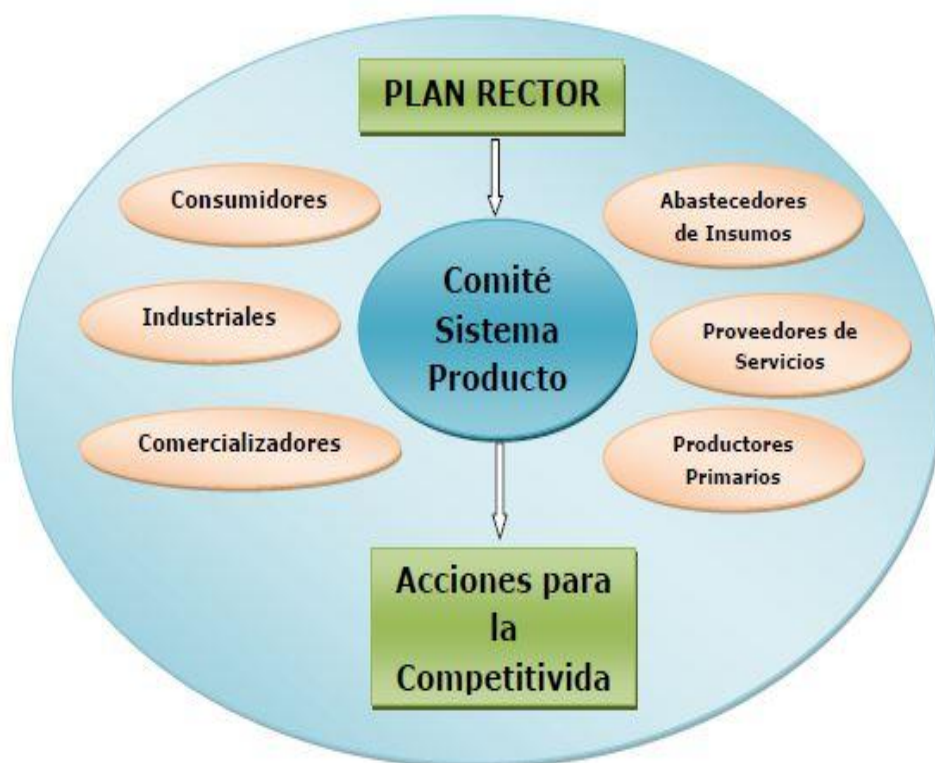 PLAN RECTOR
Consumidores
Abastecedores
de Insumos
Comité
Sistema
Producto
Industriales
Proveedores de
Servicios
Comercializadores
Productores
Primarios
Acciones para
la
Competitivida